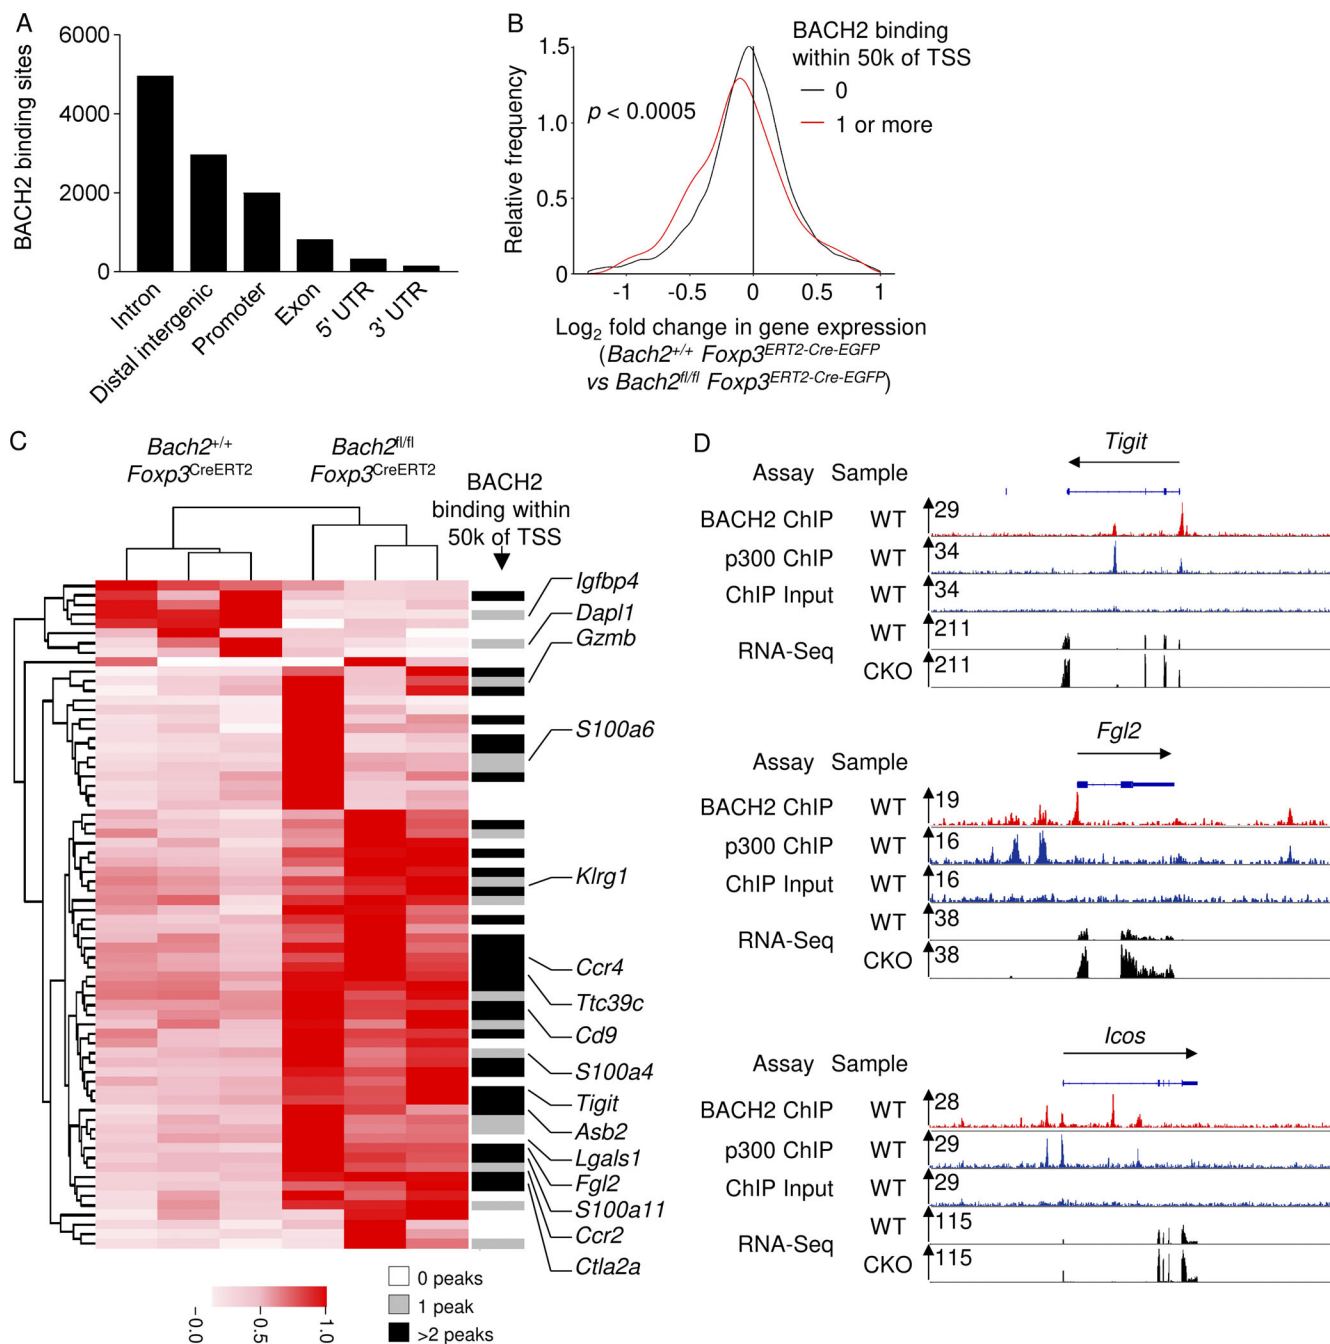 A
BACH2 binding sites
6000
4000
2000
0
Intron
Distal intergenic
Promoter
Exon
5' UTR
3' UTR
B
BACH2 binding
within 50k of TSS
0
1 or more
p < 0.0005
Relative frequency
1.5
1.0
0.5
0
-1
-0.5
0
0.5
1
Log2 fold change in gene expression
(Bach2+/+ Foxp3ERT2-Cre-EGFP
vs Bach2fl/fl Foxp3ERT2-Cre-EGFP)
C
Bach2+/+
Foxp3CreERT2
Bach2fl/fl
Foxp3CreERT2
BACH2
binding within
50k of TSS
Igfbp4
Dapl1
Gzmb
S100a6
Klrg1
Ccr4
Ttc39c
Cd9
S100a4
Tigit
Asb2
Lgals1
Fgl2
S100a11
Ccr2
Ctla2a
-0.0
0.5
1.0
0 peaks
1 peak
>2 peaks
D
Tigit
Assay Sample
BACH2 ChIP WT 29
p300 ChIP WT 34
ChIP Input WT 34
RNA-Seq
WT 211
CKO 211
Fgl2
Assay Sample
BACH2 ChIP WT 19
p300 ChIP WT 16
ChIP Input WT 16
RNA-Seq
WT 38
CKO 38
Icos
Assay Sample
BACH2 ChIP WT 28
p300 ChIP WT 29
ChIP Input WT 29
RNA-Seq
WT 115
CKO 115